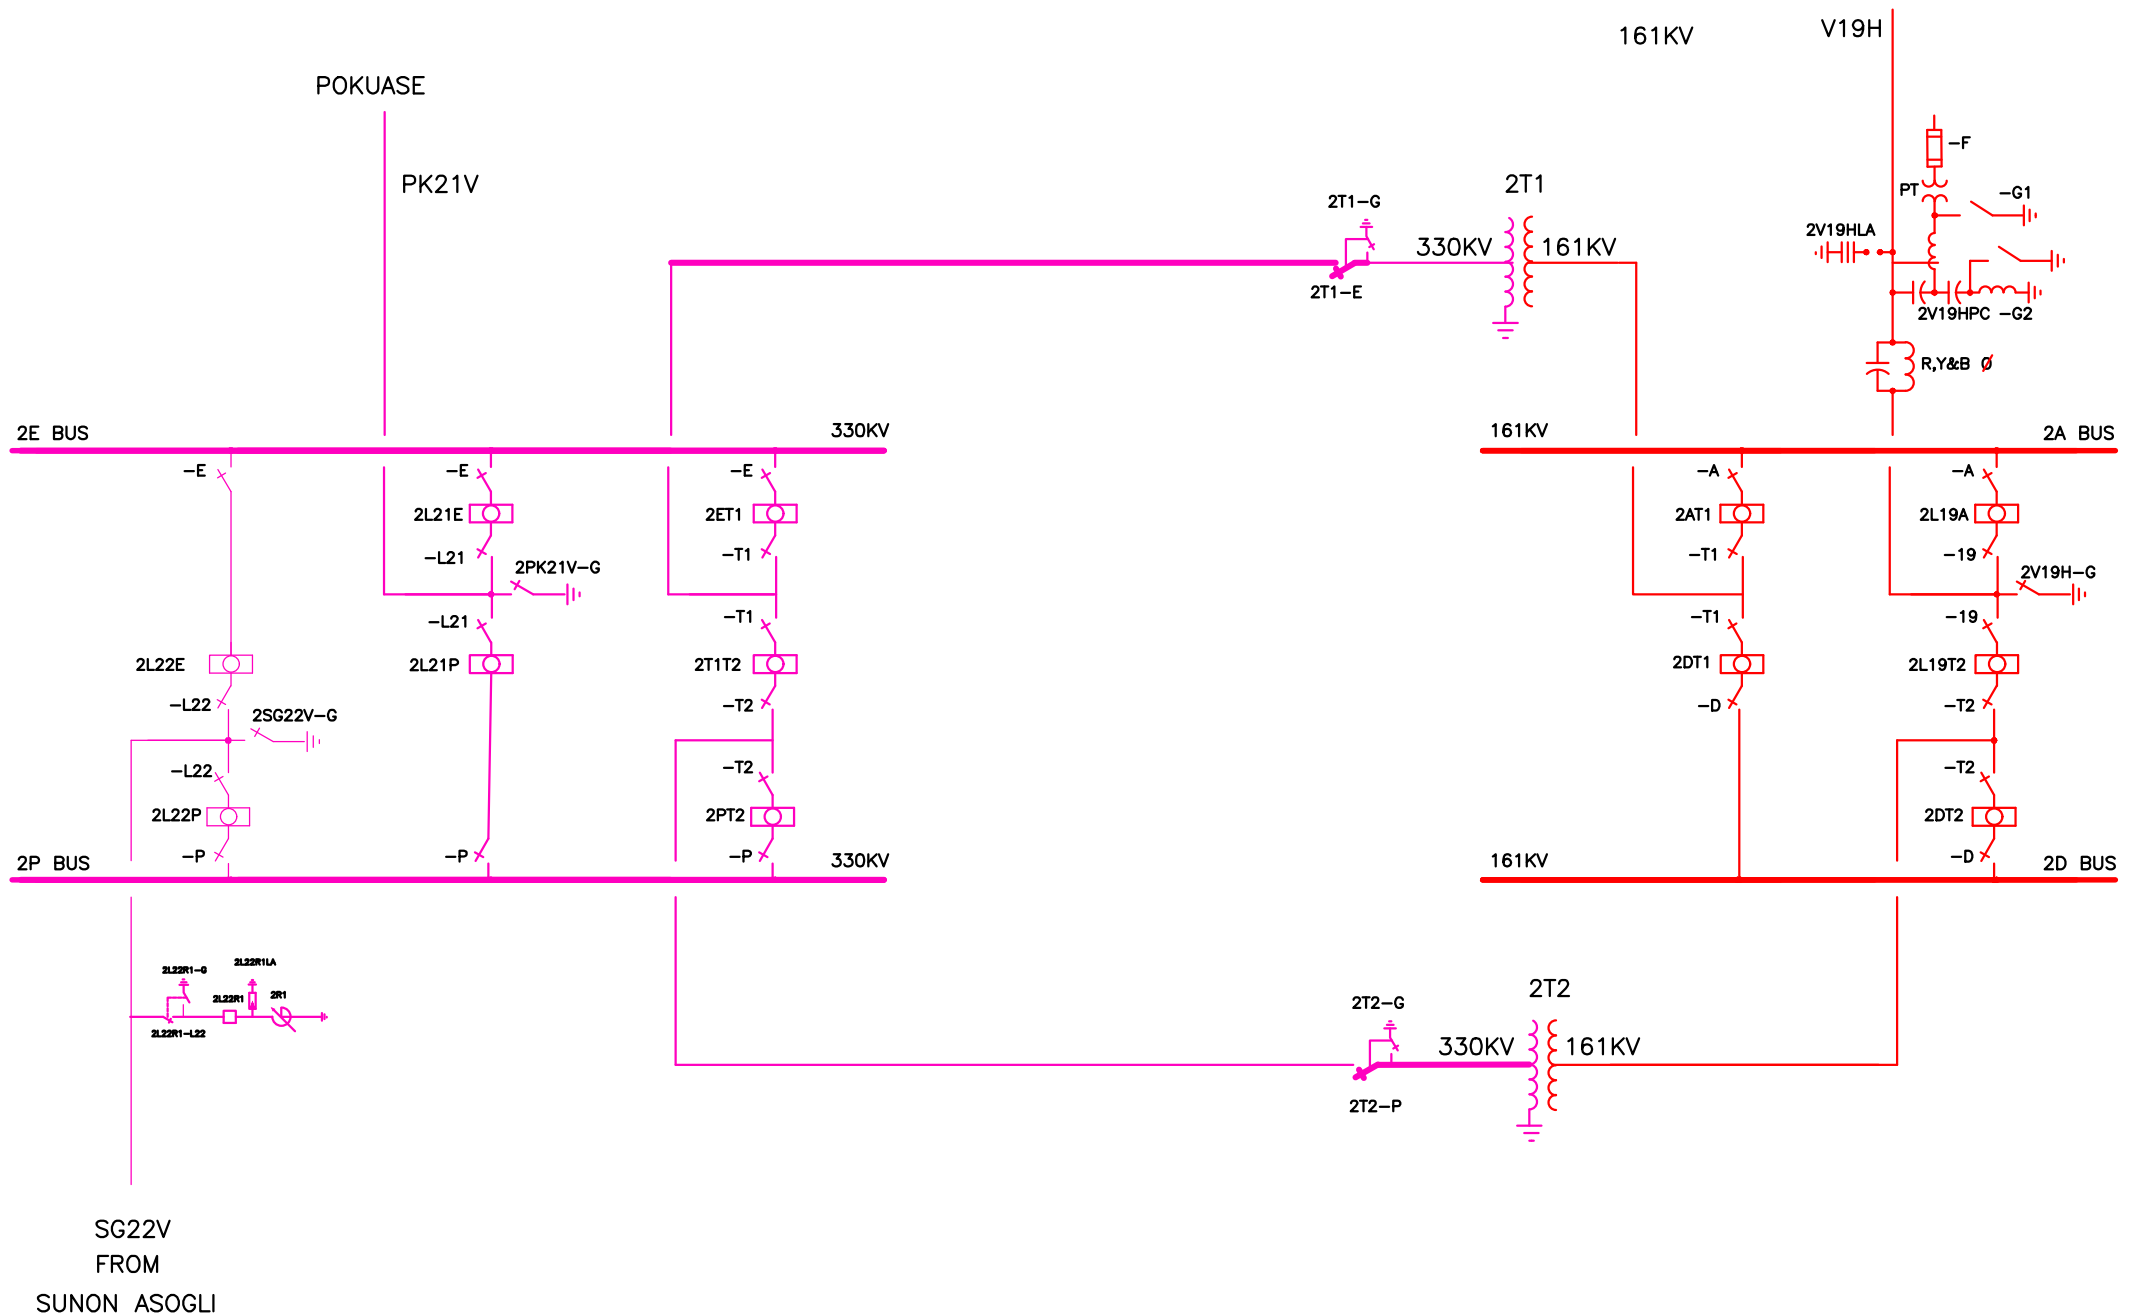 161KV
V19H
POKUASE
PK21V
-F
PT
-G1
2T1-G
2T1
2V19HLA
330KV
161KV
2T1-E
2V19HPC -G2
R,Y&B Ø
2E BUS
330KV
161KV
2A BUS
-E
-E
-E
-A
-A
2L21E
2ET1
2AT1
2L19A
-L21
-T1
-T1
-19
2PK21V-G
2V19H-G
-L21
-T1
-T1
-19
2L22E
2L21P
2T1T2
2DT1
2L19T2
-L22
-T2
-D
-T2
2SG22V-G
-L22
-T2
-T2
2L22P
2PT2
2DT2
-P
-P
-P
-D
2P BUS
330KV
161KV
2D BUS
2L22R1-G
2L22R1LA
2L22R1
2R1
2L22R1-L22
2T2-G
2T2
330KV
161KV
2T2-P
SG22V
FROM
SUNON ASOGLI